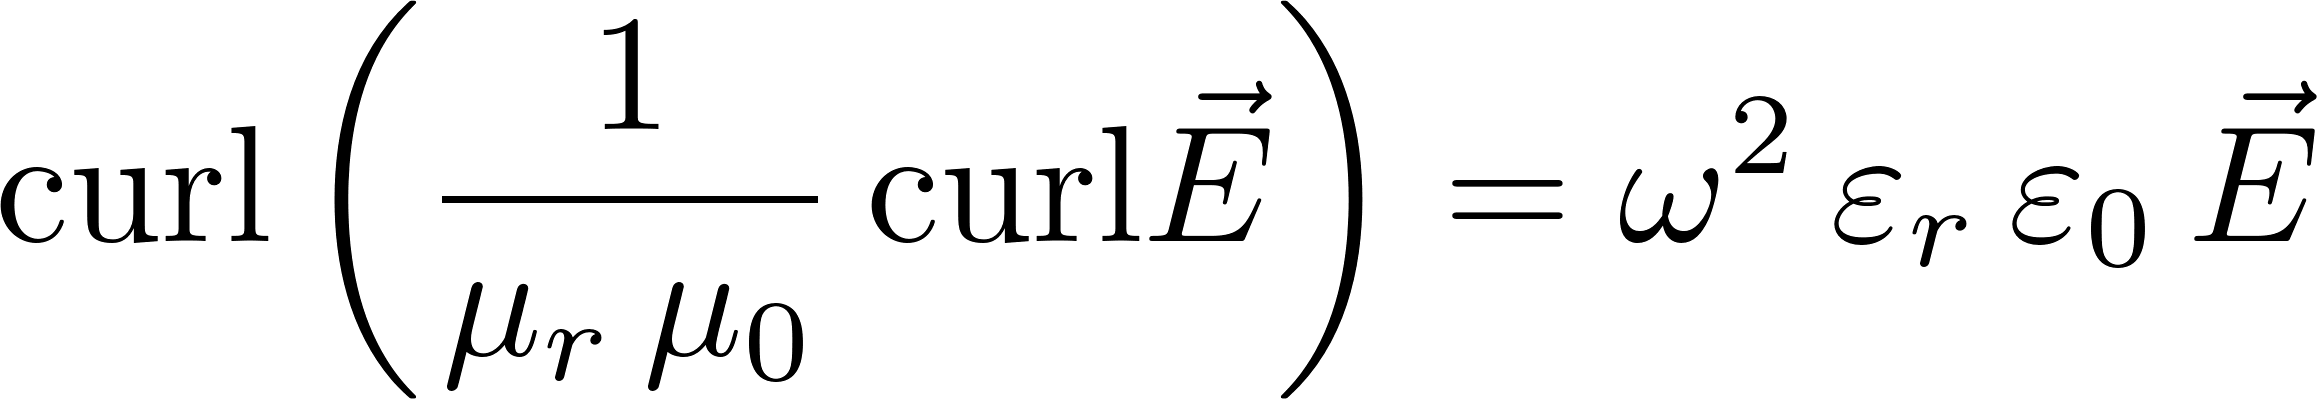 curl ( 1 / (μ_r μ_0) curl E⃗ ) = ω² ε_r ε_0 E⃗